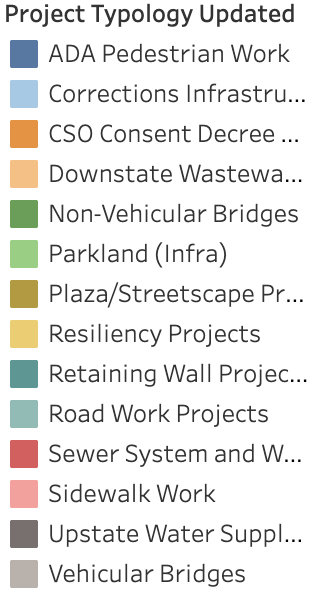 Project Typology Updated
ADA Pedestrian Work
Corrections Infrastru...
CSO Consent Decree ...
Downstate Wastewa...
Non-Vehicular Bridges
Parkland (Infra)
Plaza/Streetscape Pr...
Resiliency Projects
Retaining Wall Projec...
Road Work Projects
Sewer System and W...
Sidewalk Work
Upstate Water Suppl...
Vehicular Bridges